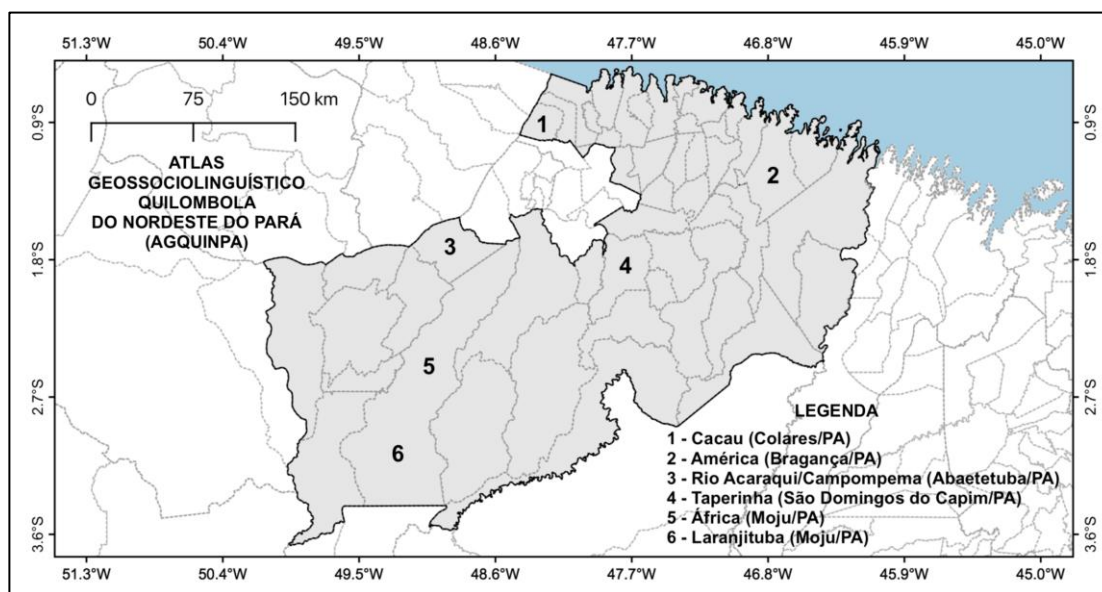 51.3°W 50.4°W 49.5°W 48.6°W 47.7°W 46.8°W 45.9°W 45.0°W
0 75 150 km
0.9°S 0.9°S
1
ATLAS
GEOSSOCIOLINGUÍSTICO
QUILOMBOLA
DO NORDESTE DO PARÁ
(AGQUINPA)
2
3
4
1.8°S 1.8°S
5
2.7°S 2.7°S
6
LEGENDA
1 - Cacau (Colares/PA)
2 - América (Bragança/PA)
3 - Rio Acaraqui/Campompema (Abaetetuba/PA)
4 - Taperinha (São Domingos do Capim/PA)
5 - África (Moju/PA)
6 - Laranjituba (Moju/PA)
3.6°S 3.6°S
51.3°W 50.4°W 49.5°W 48.6°W 47.7°W 46.8°W 45.9°W 45.0°W